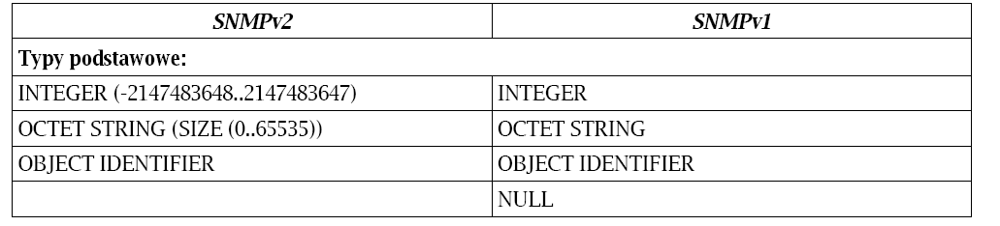 SNMPv2 SNMPv1
Typy podstawowe:
INTEGER (-2147483648..2147483647) INTEGER
OCTET STRING (SIZE (0..65535)) OCTET STRING
OBJECT IDENTIFIER OBJECT IDENTIFIER
NULL